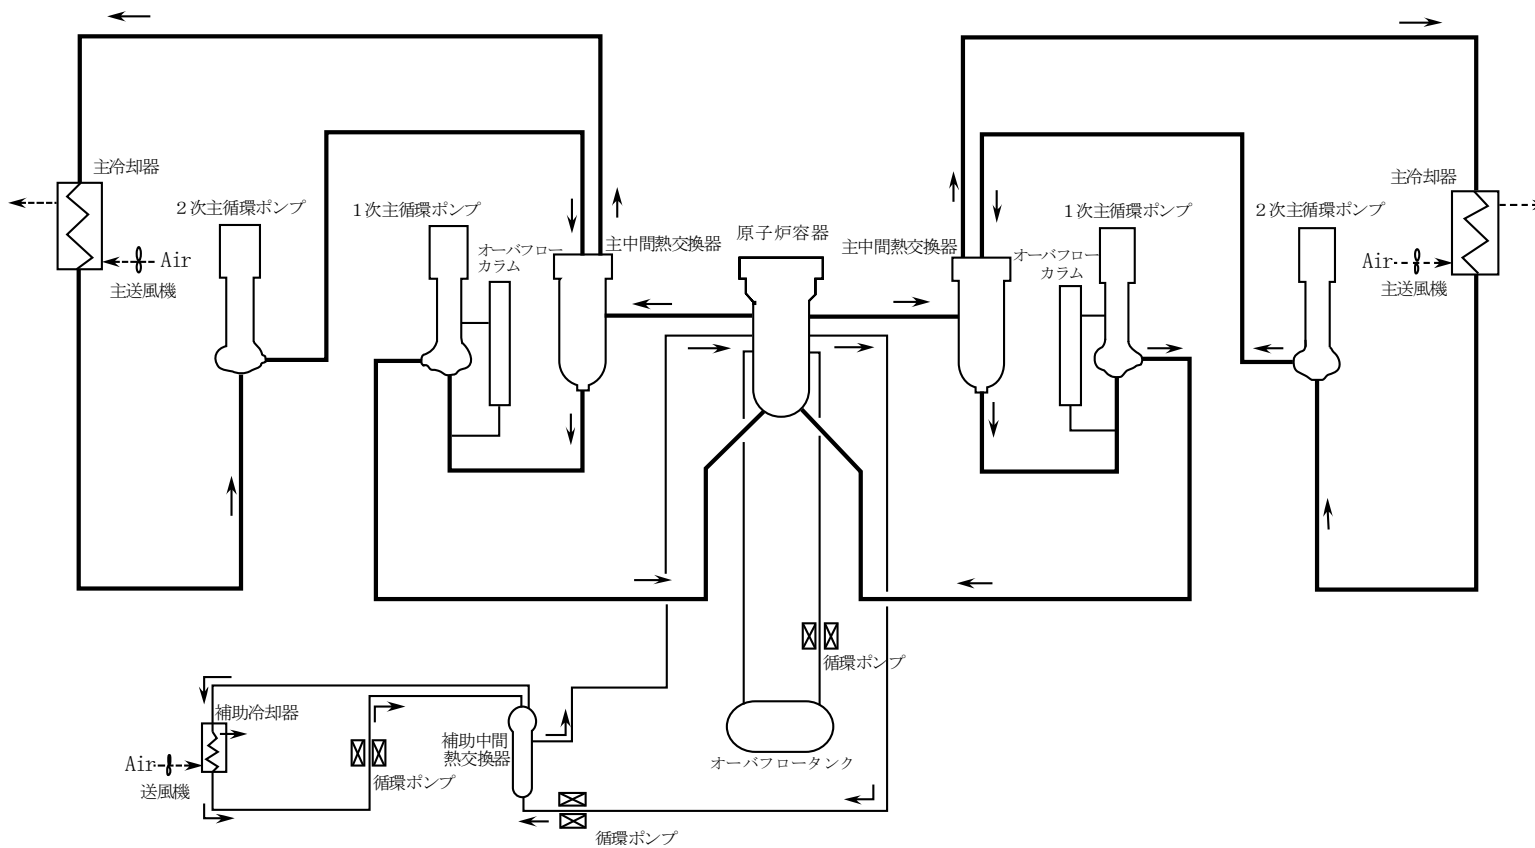 主冷却器
2次主循環ポンプ
1次主循環ポンプ
オーバフロー
カラム
主中間熱交換器
原子炉容器
主中間熱交換器
オーバフロー
カラム
1次主循環ポンプ
2次主循環ポンプ
主冷却器
Air
主送風機
Air
主送風機
循環ポンプ
補助冷却器
補助中間
熱交換器
オーバフロータンク
Air
送風機
循環ポンプ
循環ポンプ